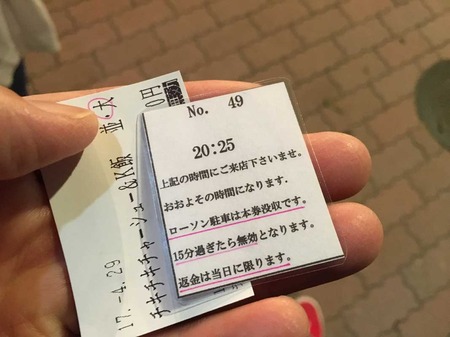 No. 49
20:25
上記の時間にご来店下さいませ。
おおよその時間になります.
ローソン駐車は本券没収です。
15分過ぎたら無効となります。
返金は当日に限ります。
チキチキチャーシュー&K飯 並・大
0円
17.-4.29